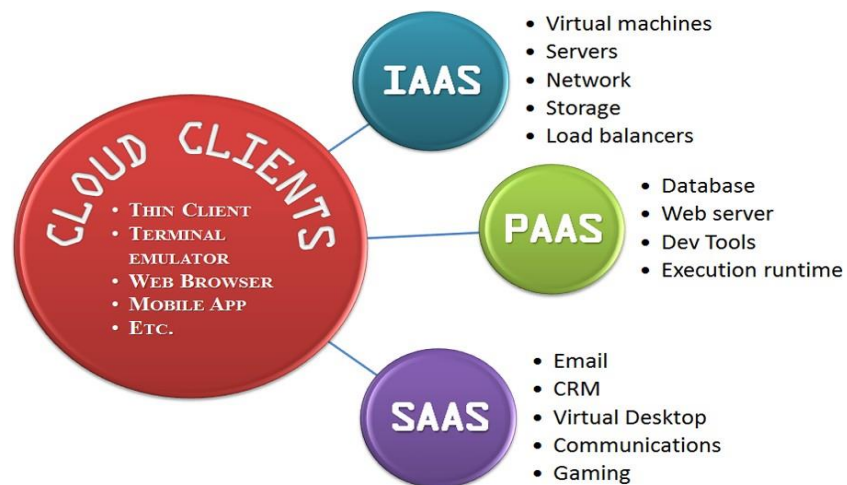 CLOUD CLIENTS
• THIN CLIENT
• TERMINAL
EMULATOR
• WEB BROWSER
• MOBILE APP
• ETC.
IAAS
• Virtual machines
• Servers
• Network
• Storage
• Load balancers
PAAS
• Database
• Web server
• Dev Tools
• Execution runtime
SAAS
• Email
• CRM
• Virtual Desktop
• Communications
• Gaming